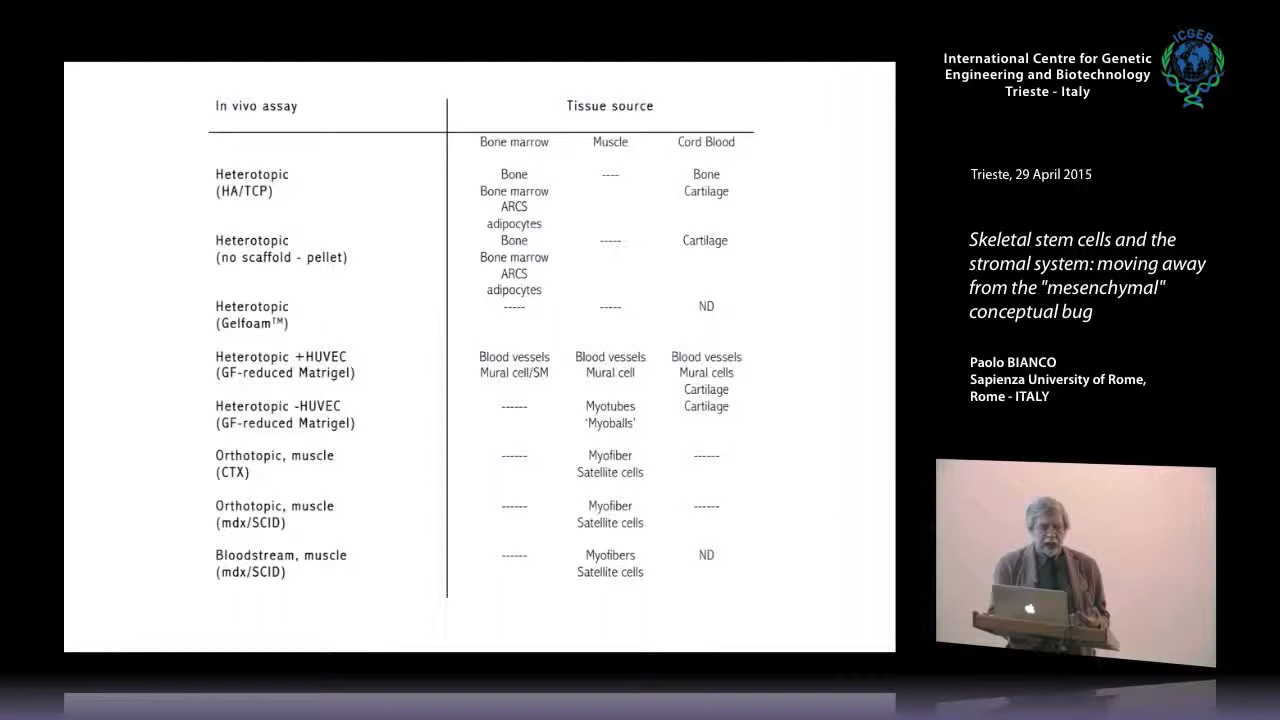 In vivo assay Tissue source
Bone marrow Muscle Cord Blood
Heterotopic Bone ---- Bone
(HA/TCP) Bone marrow Cartilage
ARCS
adipocytes
Heterotopic Bone ----- Cartilage
(no scaffold - pellet) Bone marrow
ARCS
adipocytes
Heterotopic ----- ----- ND
(Gelfoam™)
Heterotopic +HUVEC Blood vessels Blood vessels Blood vessels
(GF-reduced Matrigel) Mural cell/SM Mural cell Mural cells
Cartilage
Heterotopic -HUVEC ------ Myotubes Cartilage
(GF-reduced Matrigel) ‘Myoballs’
Orthotopic, muscle ------ Myofiber ------
(CTX) Satellite cells
Orthotopic, muscle ------ Myofiber ------
(mdx/SCID) Satellite cells
Bloodstream, muscle ------ Myofibers ND
(mdx/SCID) Satellite cells
International Centre for Genetic
Engineering and Biotechnology
Trieste - Italy
ICGEB
Trieste, 29 April 2015
Skeletal stem cells and the
stromal system: moving away
from the "mesenchymal"
conceptual bug
Paolo BIANCO
Sapienza University of Rome,
Rome - ITALY